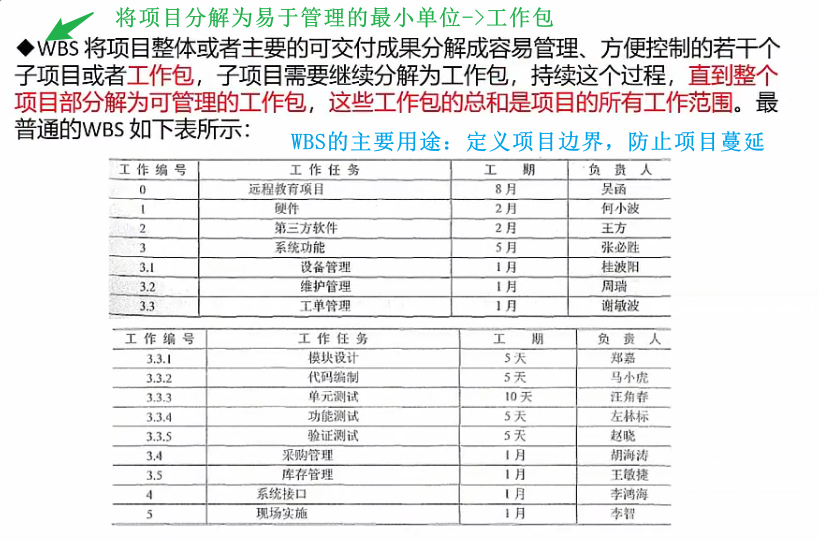 将项目分解为易于管理的最小单位->工作包
◆WBS 将项目整体或者主要的可交付成果分解成容易管理、方便控制的若干个
子项目或者工作包，子项目需要继续分解为工作包，持续这个过程，直到整个
项目部分解为可管理的工作包，这些工作包的总和是项目的所有工作范围。最
普通的WBS 如下表所示：
WBS的主要用途：定义项目边界，防止项目蔓延
工作编号 工作任务 工期 负责人
0 远程教育项目 8月 吴函
1 硬件 2月 何小波
2 第三方软件 2月 王方
3 系统功能 5月 张必胜
3.1 设备管理 1月 桂波阳
3.2 维护管理 1月 周瑞
3.3 工单管理 1月 谢敏波
工作编号 工作任务 工期 负责人
3.3.1 模块设计 5天 郑嘉
3.3.2 代码编制 5天 马小虎
3.3.3 单元测试 10天 汪角春
3.3.4 功能测试 5天 左林标
3.3.5 验证测试 5天 赵晓
3.4 采购管理 1月 胡海涛
3.5 库存管理 1月 王敏捷
4 系统接口 1月 李鸿海
5 现场实施 1月 李智